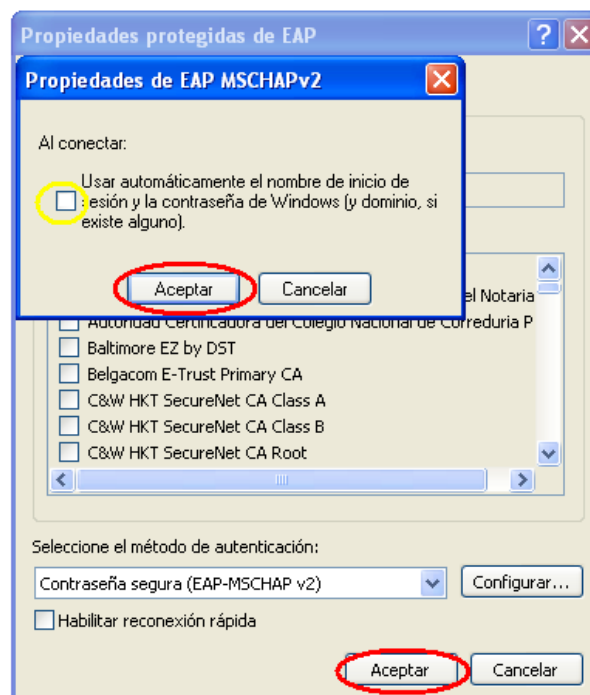 Propiedades protegidas de EAP
Propiedades de EAP MSCHAPv2
Al conectar:
Usar automáticamente el nombre de inicio de
sesión y la contraseña de Windows (y dominio, si
existe alguno).
Aceptar
Cancelar
el Notaria
Autoridad Certificadora del Colegio Nacional de Correduria P
Baltimore EZ by DST
Belgacom E-Trust Primary CA
C&W HKT SecureNet CA Class A
C&W HKT SecureNet CA Class B
C&W HKT SecureNet CA Root
Seleccione el método de autenticación:
Contraseña segura (EAP-MSCHAP v2)
Configurar...
Habilitar reconexión rápida
Aceptar
Cancelar